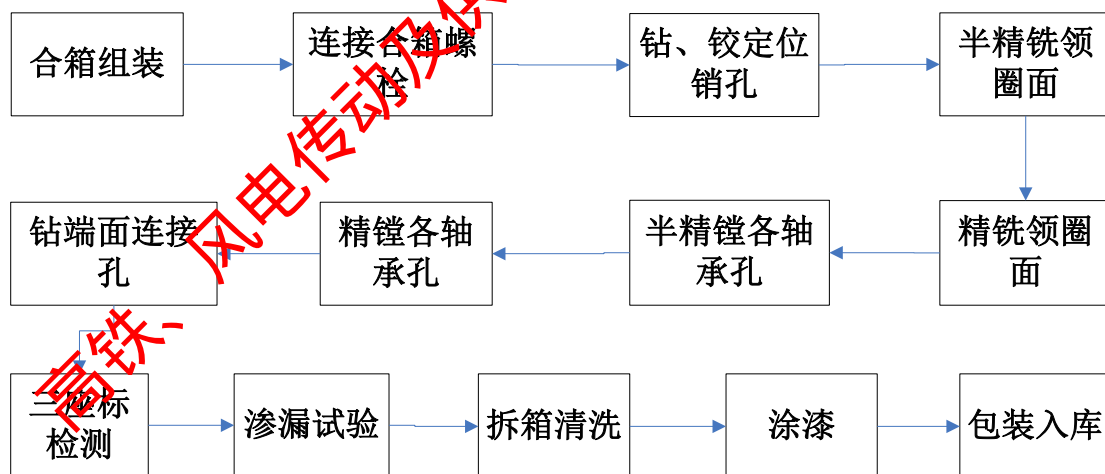 合箱组装
连接合箱螺
栓
钻、铰定位
销孔
半精铣领
圈面
钻端面连接
孔
精镗各轴
承孔
半精镗各轴
承孔
精铣领圈
面
三座标
检测
渗漏试验
拆箱清洗
涂漆
包装入库
高铁、风电传动及供